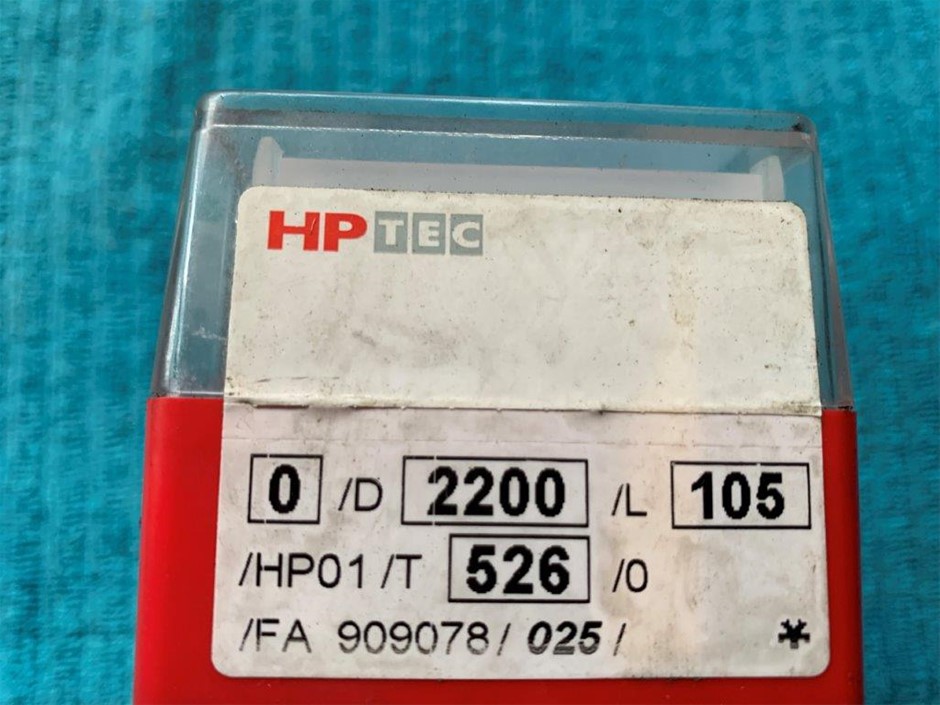 HPTEC
0 /D 2200 /L 105
/HP01 /T 526 /0
/FA 909078/ 025 /